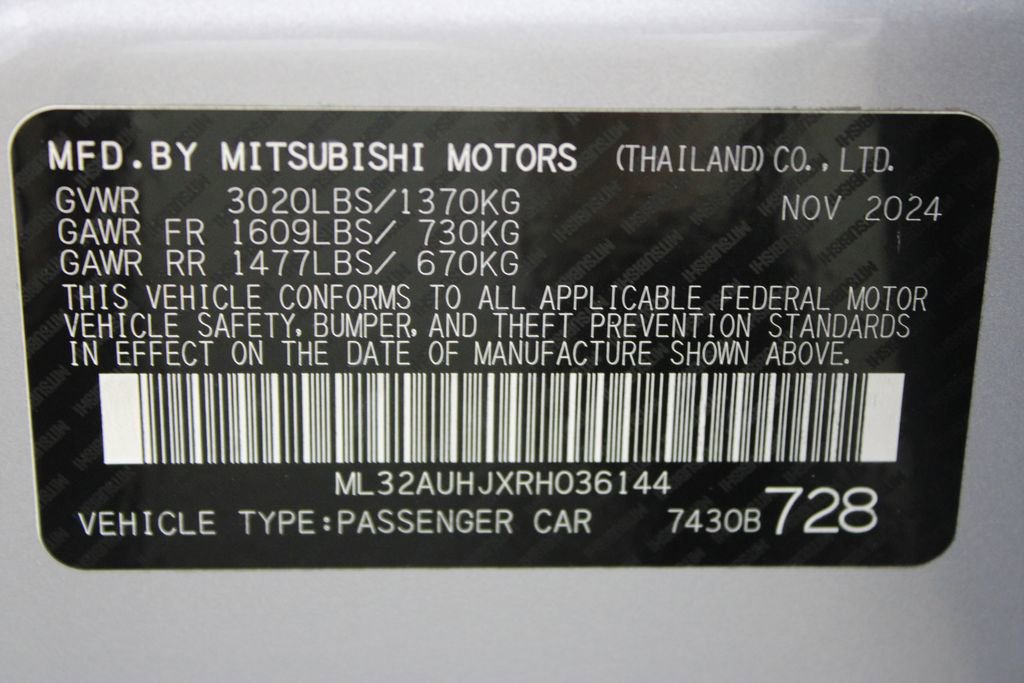 MFD.BY MITSUBISHI MOTORS (THAILAND) CO., LTD.
GVWR 3020LBS/1370KG NOV 2024
GAWR FR 1609LBS/ 730KG
GAWR RR 1477LBS/ 670KG
THIS VEHICLE CONFORMS TO ALL APPLICABLE FEDERAL MOTOR
VEHICLE SAFETY, BUMPER, AND THEFT PREVENTION STANDARDS
IN EFFECT ON THE DATE OF MANUFACTURE SHOWN ABOVE.
ML32AUHJXRH036144
VEHICLE TYPE:PASSENGER CAR 7430B 728